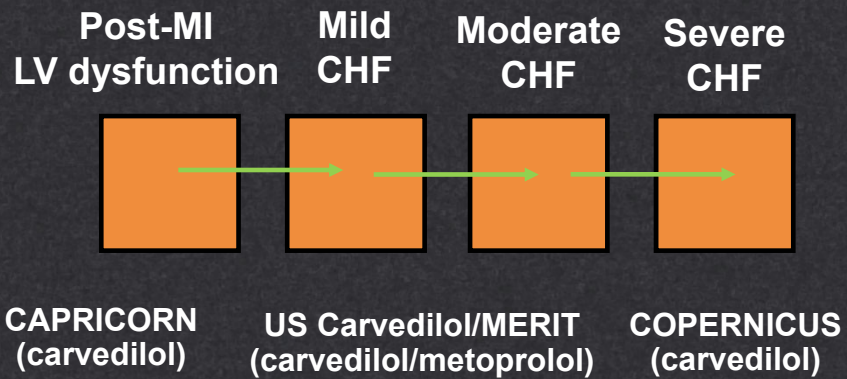 Post-MI
LV dysfunction
Mild
CHF
Moderate
CHF
Severe
CHF
CAPRICORN
(carvedilol)
US Carvedilol/MERIT
(carvedilol/metoprolol)
COPERNICUS
(carvedilol)